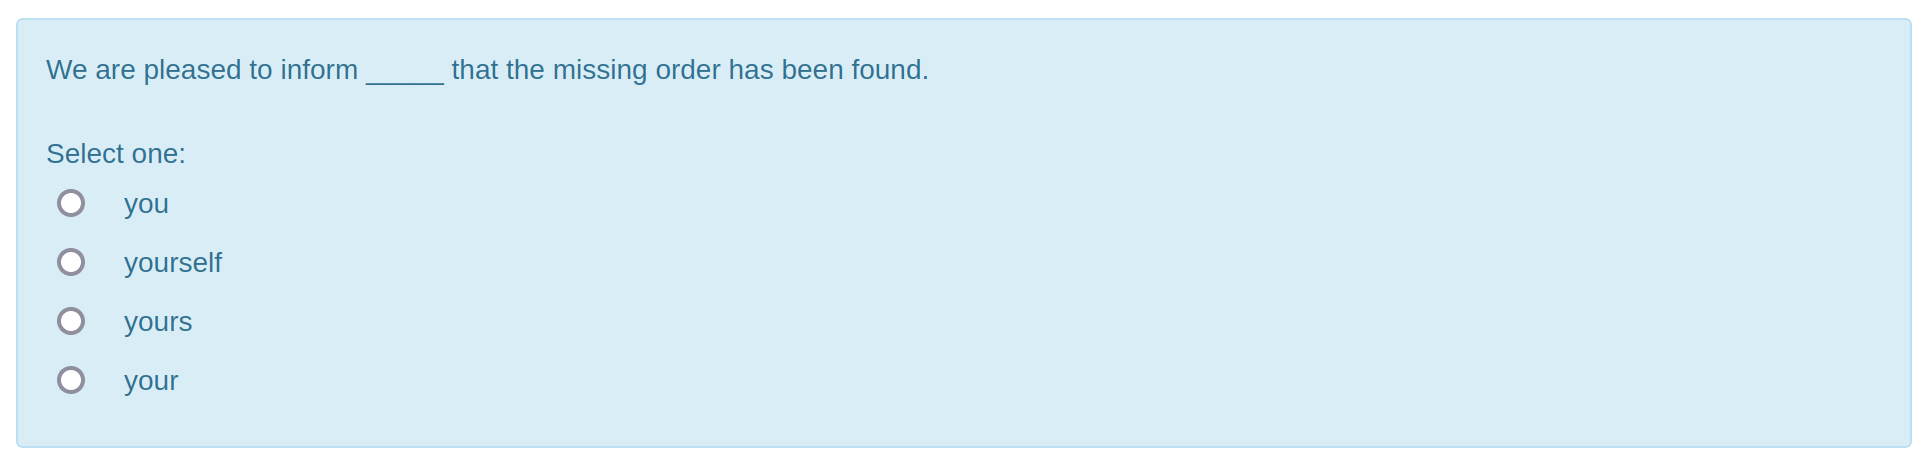 We are pleased to inform _____ that the missing order has been found.
Select one:
you
yourself
yours
your